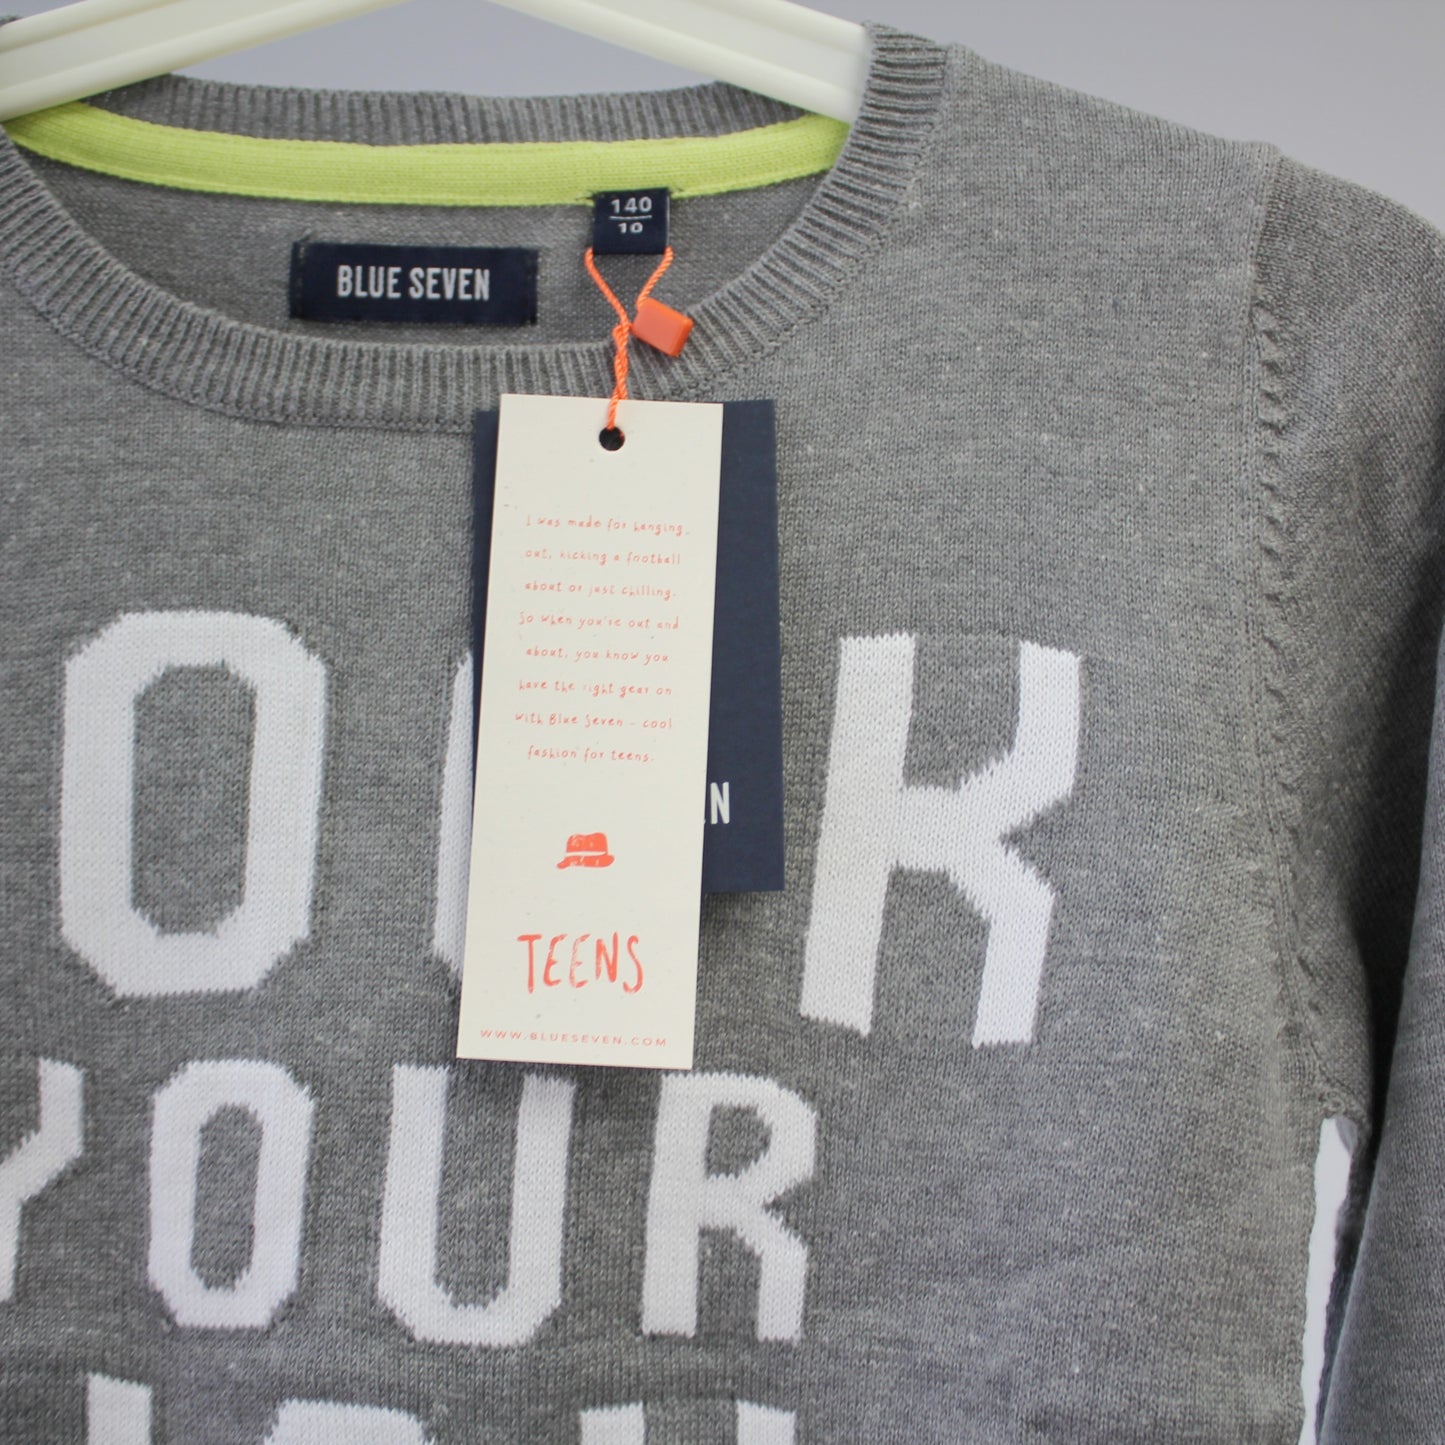 140
10
BLUE SEVEN
I was made for hanging
out, kicking a football
about or just chilling.
So when you're out and
about, you know you
have the right gear on
with Blue Seven - cool
fashion for teens.
N
TEENS
WWW.BLUESEVEN.COM
O K
YOUR